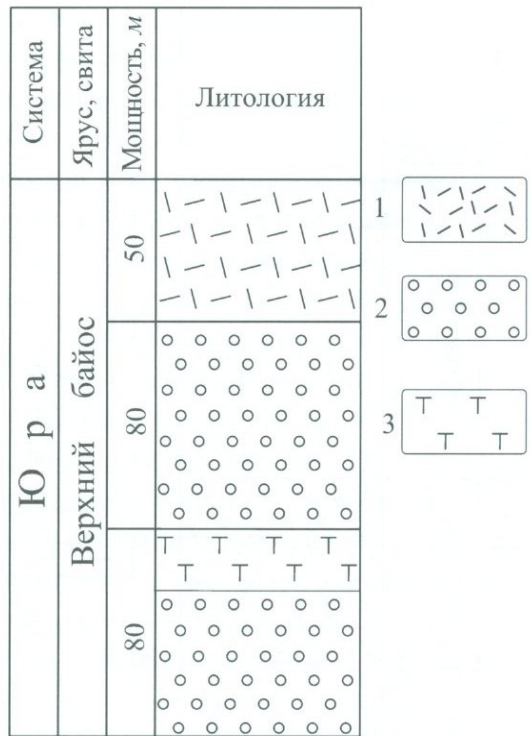 Система
Ярус, свита
Мощность, м
Литология
Юра
Верхний байос
50
80
80
1
2
3